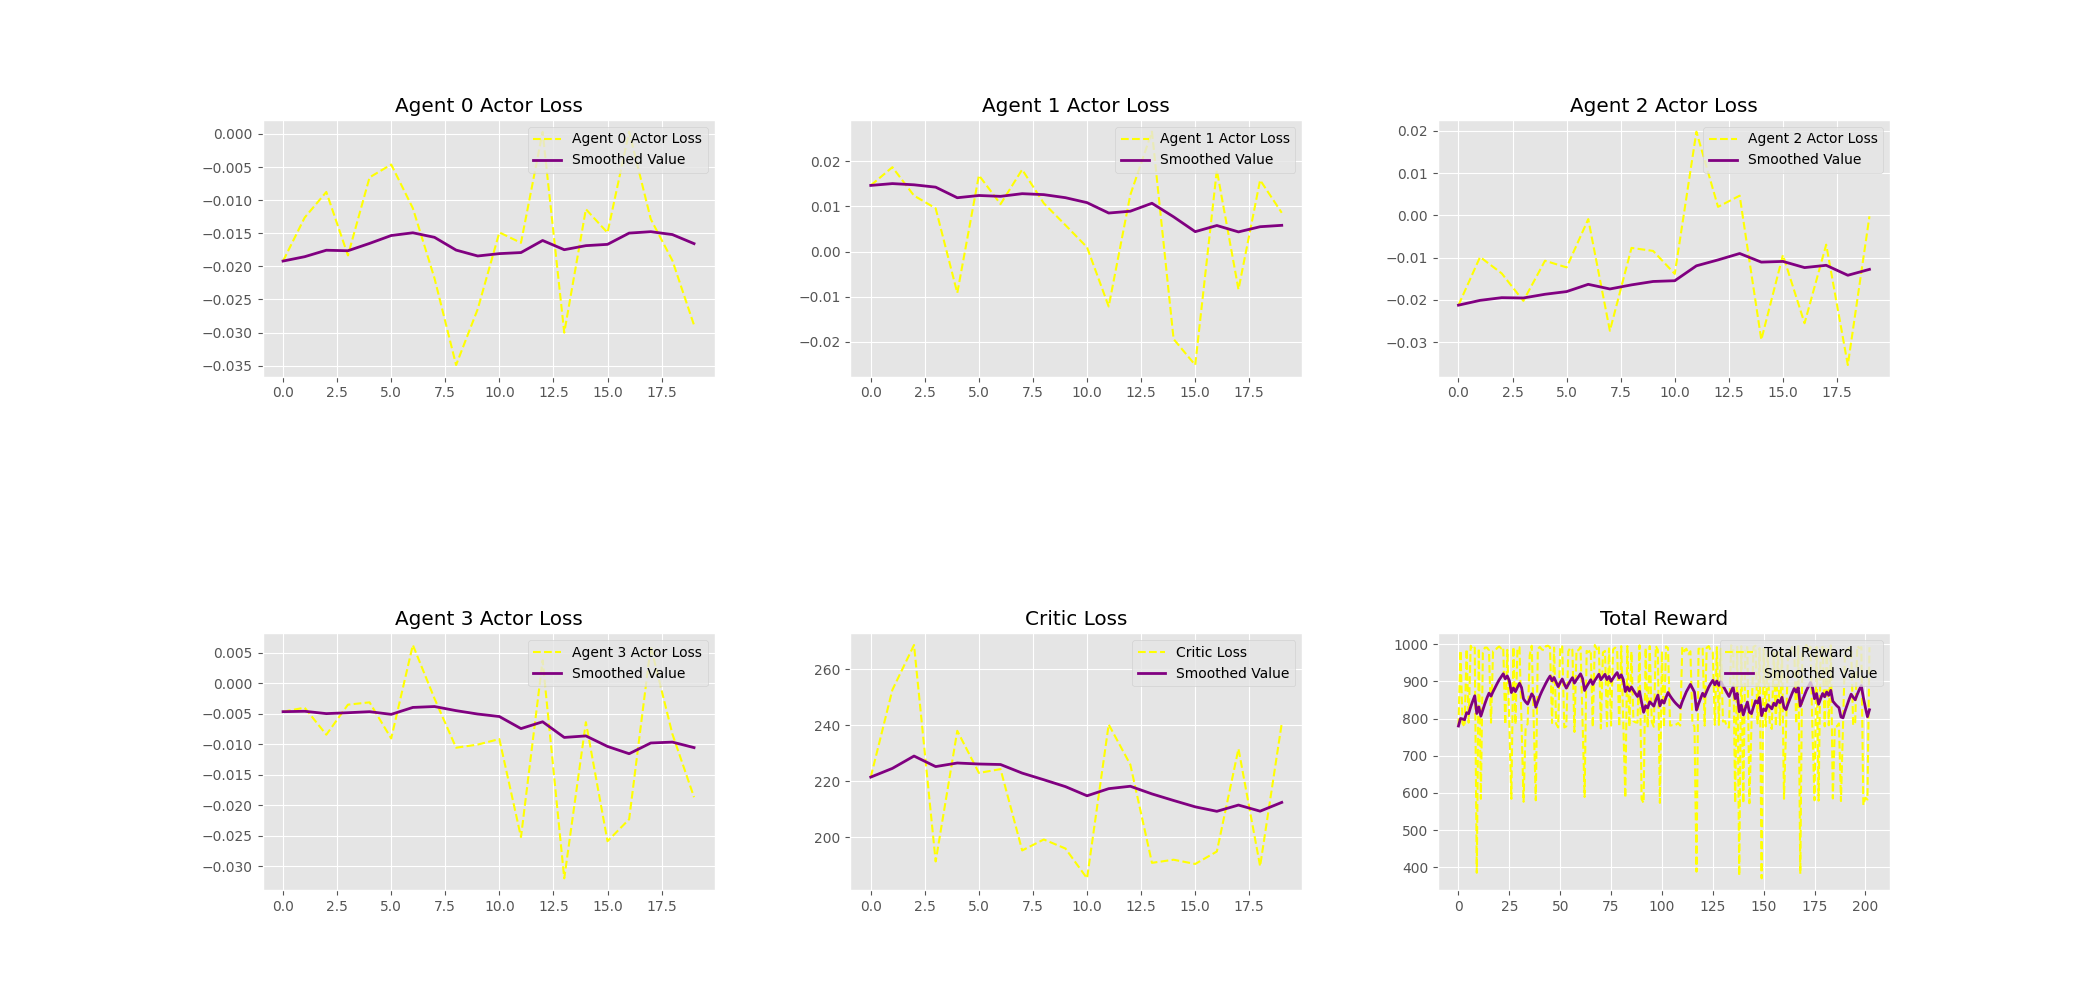 Agent 0 Actor Loss
Agent 0 Actor Loss
Smoothed Value
0.000
−0.005
−0.010
−0.015
−0.020
−0.025
−0.030
−0.035
0.0 2.5 5.0 7.5 10.0 12.5 15.0 17.5
Agent 1 Actor Loss
Agent 1 Actor Loss
Smoothed Value
0.02
0.01
0.00
−0.01
−0.02
0.0 2.5 5.0 7.5 10.0 12.5 15.0 17.5
Agent 2 Actor Loss
Agent 2 Actor Loss
Smoothed Value
0.02
0.01
0.00
−0.01
−0.02
−0.03
0.0 2.5 5.0 7.5 10.0 12.5 15.0 17.5
Agent 3 Actor Loss
Agent 3 Actor Loss
Smoothed Value
0.005
0.000
−0.005
−0.010
−0.015
−0.020
−0.025
−0.030
0.0 2.5 5.0 7.5 10.0 12.5 15.0 17.5
Critic Loss
Critic Loss
Smoothed Value
260
240
220
200
0.0 2.5 5.0 7.5 10.0 12.5 15.0 17.5
Total Reward
Total Reward
Smoothed Value
1000
900
800
700
600
500
400
0 25 50 75 100 125 150 175 200